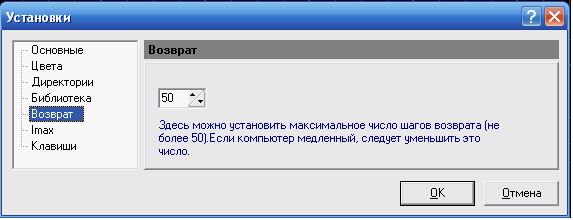 Установки
Основные
Цвета
Директории
Библиотека
Возврат
Imax
Клавиши
Возврат
50
Здесь можно установить максимальное число шагов возврата (не
более 50).Если компьютер медленный, следует уменьшить это
число.
OK
Отмена